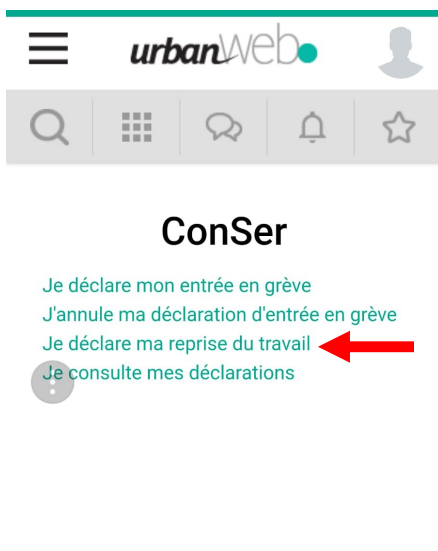 urbanweb
ConSer
Je déclare mon entrée en grève
J'annule ma déclaration d'entrée en grève
Je déclare ma reprise du travail
Je consulte mes déclarations